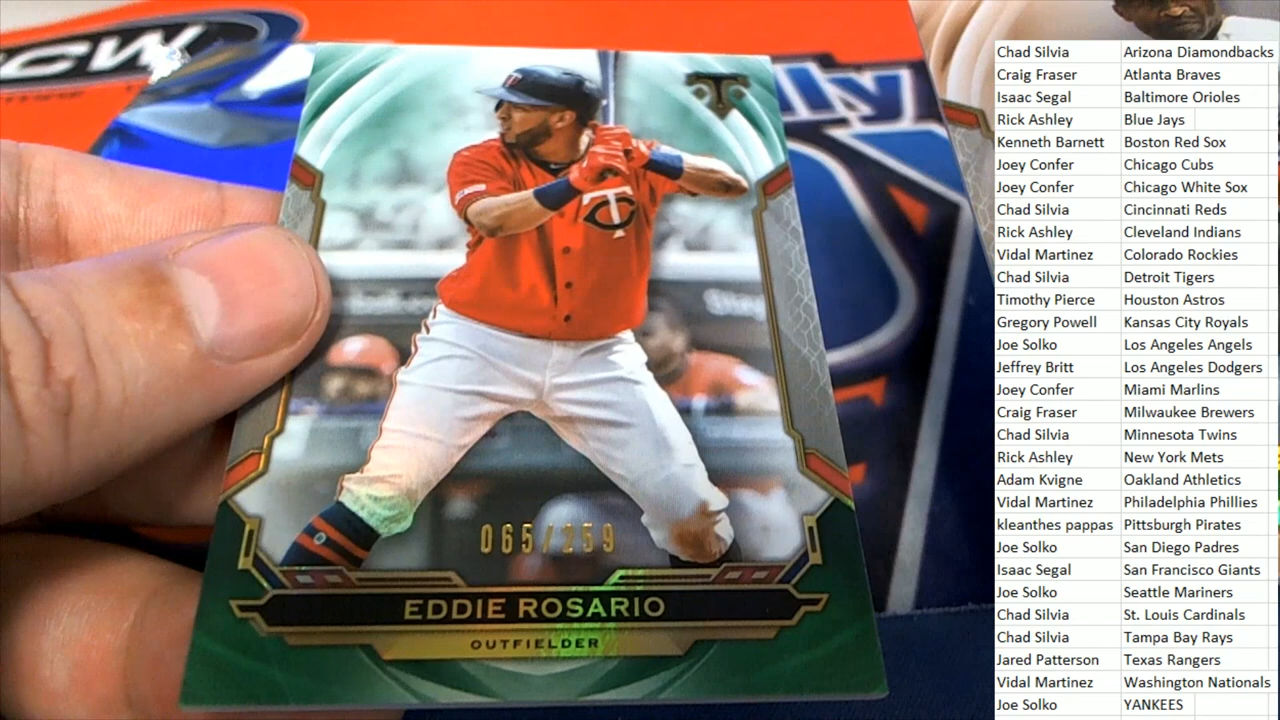 CW
lly
TC
065/259
EDDIE ROSARIO
OUTFIELDER
Chad Silvia Arizona Diamondbacks
Craig Fraser Atlanta Braves
Isaac Segal Baltimore Orioles
Rick Ashley Blue Jays
Kenneth Barnett Boston Red Sox
Joey Confer Chicago Cubs
Joey Confer Chicago White Sox
Chad Silvia Cincinnati Reds
Rick Ashley Cleveland Indians
Vidal Martinez Colorado Rockies
Chad Silvia Detroit Tigers
Timothy Pierce Houston Astros
Gregory Powell Kansas City Royals
Joe Solko Los Angeles Angels
Jeffrey Britt Los Angeles Dodgers
Joey Confer Miami Marlins
Craig Fraser Milwaukee Brewers
Chad Silvia Minnesota Twins
Rick Ashley New York Mets
Adam Kvigne Oakland Athletics
Vidal Martinez Philadelphia Phillies
kleanthes pappas Pittsburgh Pirates
Joe Solko San Diego Padres
Isaac Segal San Francisco Giants
Joe Solko Seattle Mariners
Chad Silvia St. Louis Cardinals
Chad Silvia Tampa Bay Rays
Jared Patterson Texas Rangers
Vidal Martinez Washington Nationals
Joe Solko YANKEES